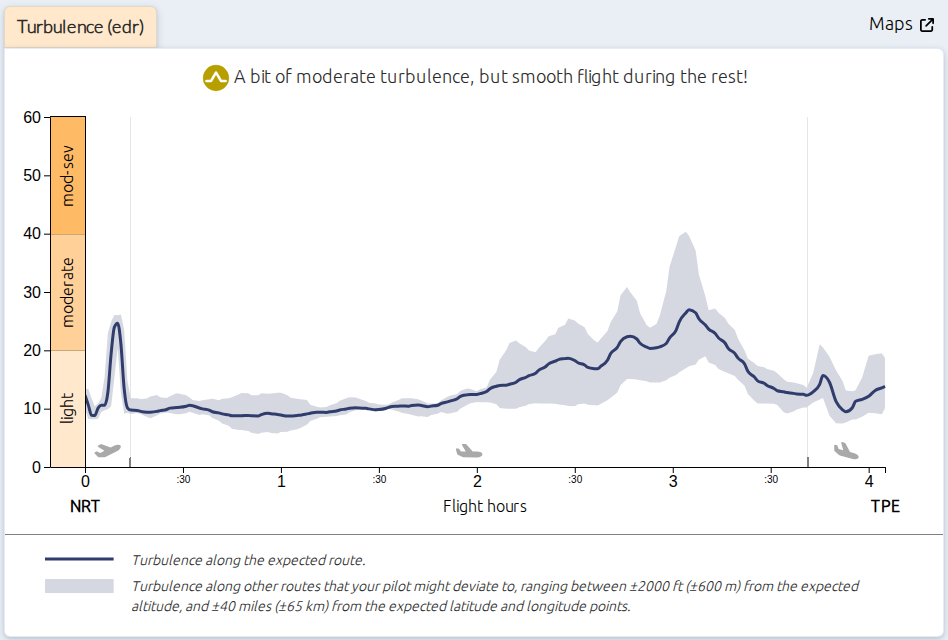 Turbulence (edr)
Maps
A bit of moderate turbulence, but smooth flight during the rest!
60
50
40
30
20
10
0
mod-sev
moderate
light
0 :30 1 :30 2 :30 3 :30 4
NRT Flight hours TPE
Turbulence along the expected route.
Turbulence along other routes that your pilot might deviate to, ranging between ±2000 ft (±600 m) from the expected
altitude, and ±40 miles (±65 km) from the expected latitude and longitude points.